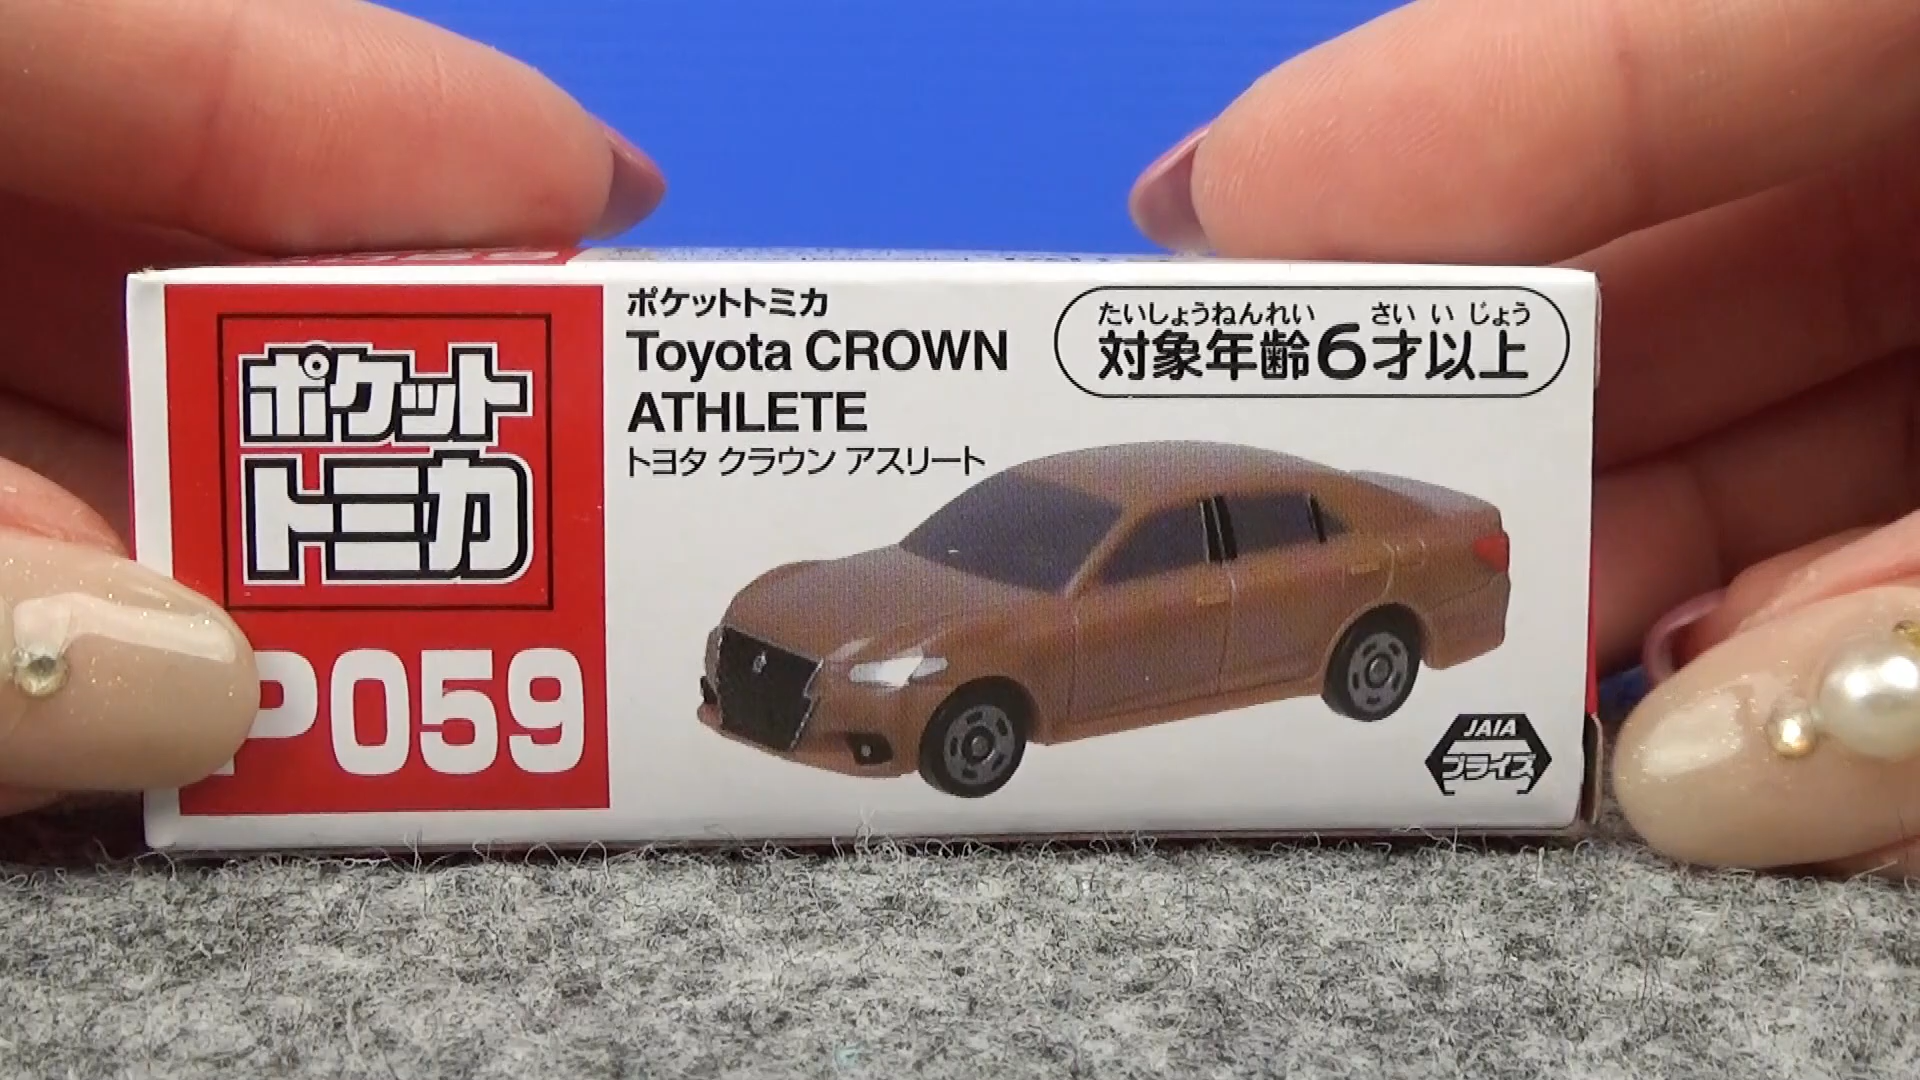 ポケット
トミカ
P059
ポケットトミカ
Toyota CROWN
ATHLETE
トヨタ クラウン アスリート
たいしょうねんれい さい い じょう
対象年齢6才以上
JAIA
プライズ